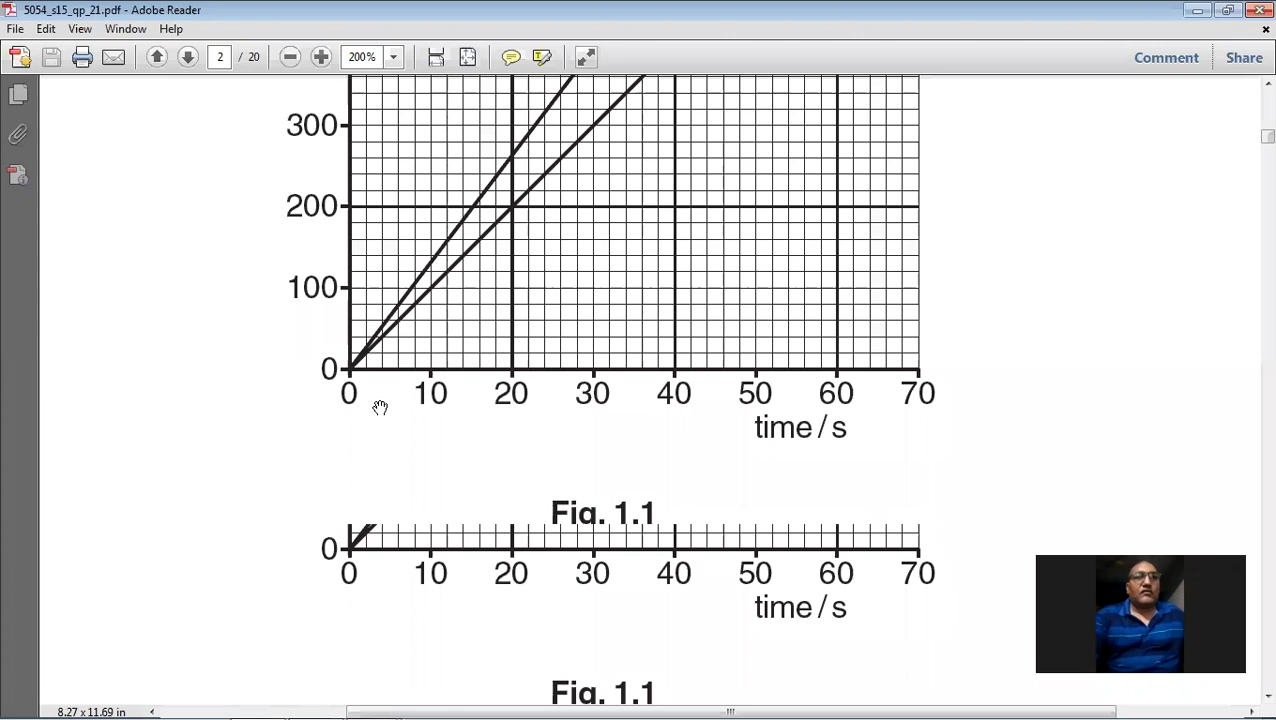 5054_s15_qp_21.pdf - Adobe Reader
File Edit View Window Help
2 / 20 200% Comment Share
300
200
100
0
0 10 20 30 40 50 60 70
time / s
Fig. 1.1
0
0 10 20 30 40 50 60 70
time / s
Fig. 1.1
8.27 x 11.69 in